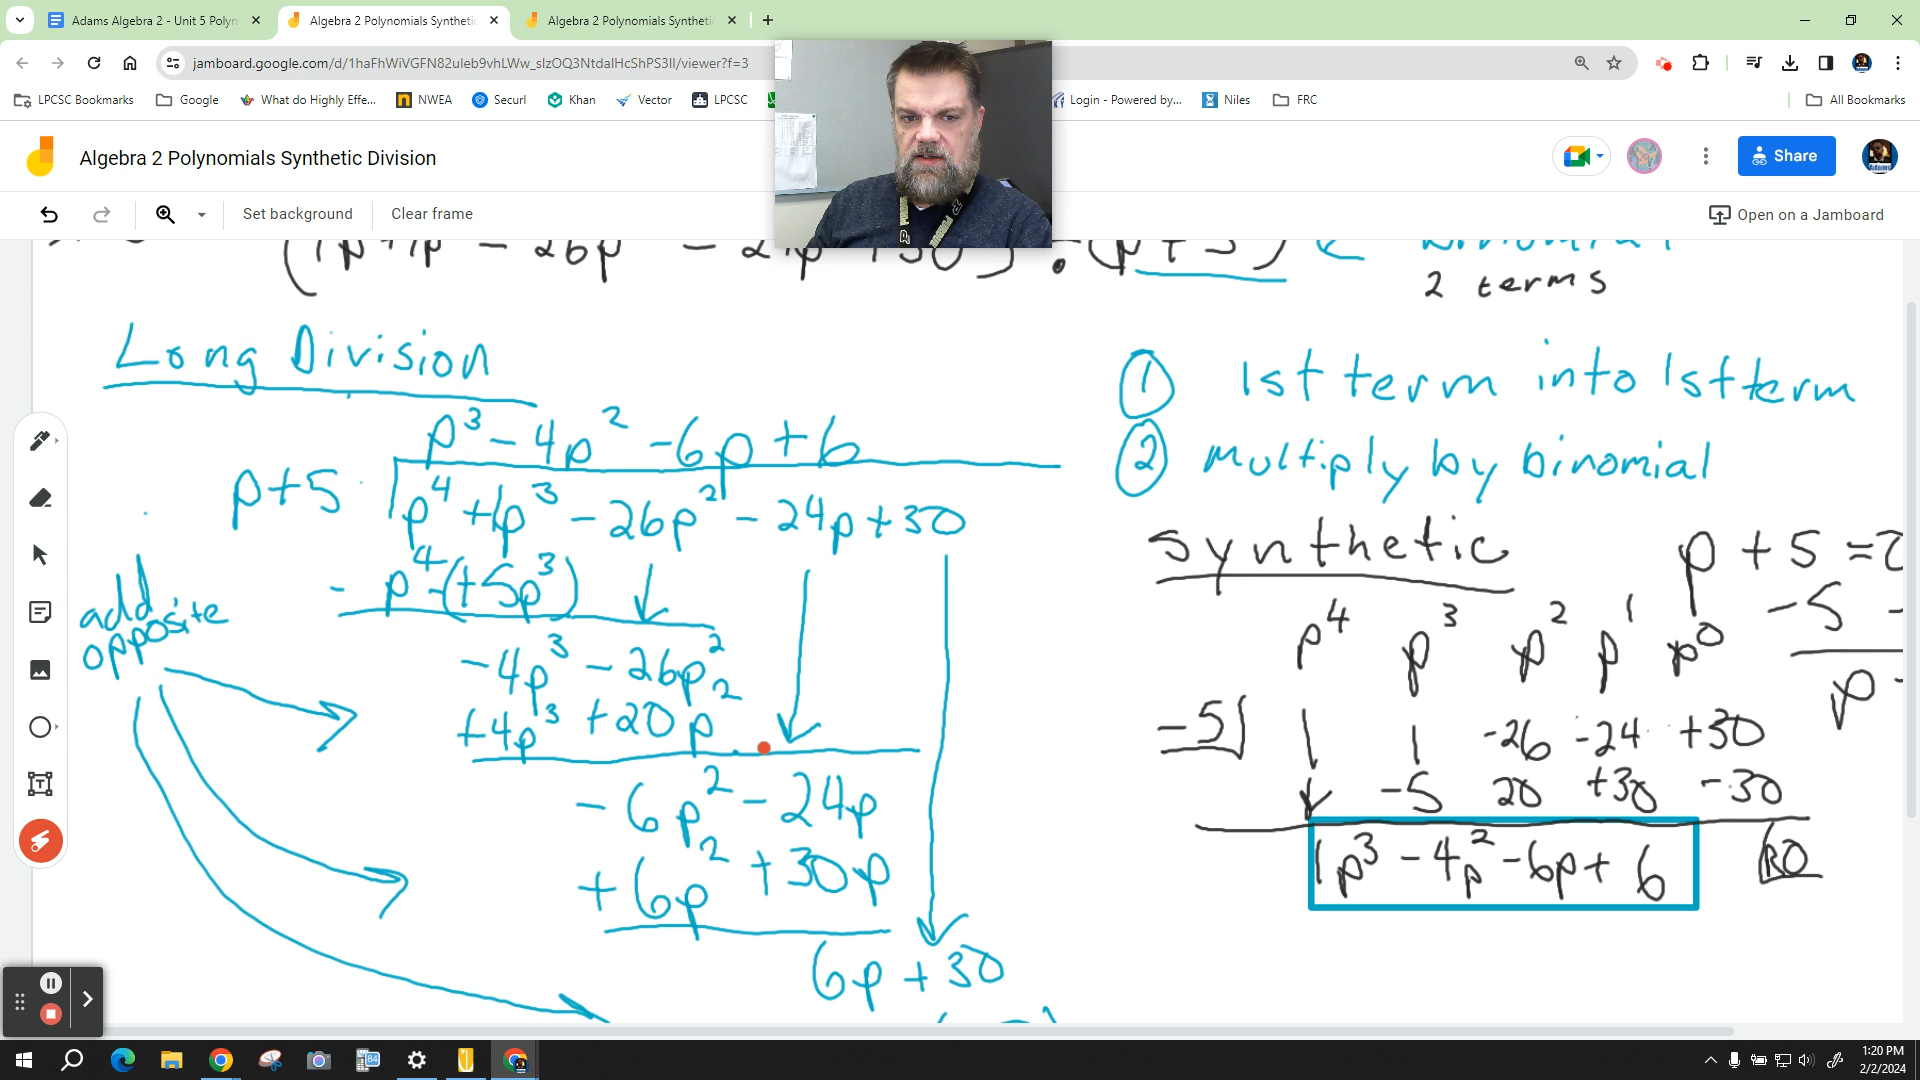 Adams Algebra 2 - Unit 5 Polyn
Algebra 2 Polynomials Synthetic
Algebra 2 Polynomials Synthetic
jamboard.google.com/d/1haFhWiVGFN82uleb9vhLWw_sIzOQ3NtdalHcShPS3lI/viewer?f=3
LPCSC Bookmarks
Google
What do Highly Effe...
NWEA
Securl
Khan
Vector
LPCSC
Login - Powered by...
Niles
FRC
All Bookmarks
Algebra 2 Polynomials Synthetic Division
Share
Set background
Clear frame
Open on a Jamboard
2 terms
Long Division
p³ - 4p² - 6p + 6
p+5
p⁴ + 1p³ - 26p² - 24p + 30
- p⁴ -(+5p³)
add
opposite
-4p³ - 26p²
+4p³ + 20p²
- 6p² - 24p
+ 6p² + 30p
6p + 30
① 1st term into 1st term
② multiply by binomial
synthetic
p + 5 =
-5 -
p⁴ p³ p² p¹ p⁰
p
-5 1 1 -26 -24 +30
-5 20 +30 -30
1p³ - 4p² - 6p + 6
84
1:20 PM
2/2/2024